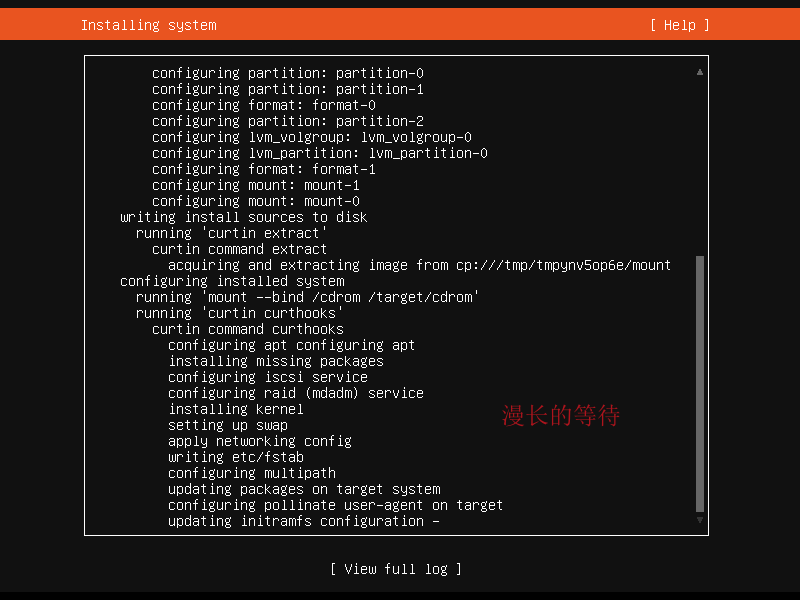 Installing system [ Help ]
configuring partition: partition-0
configuring partition: partition-1
configuring format: format-0
configuring partition: partition-2
configuring lvm_volgroup: lvm_volgroup-0
configuring lvm_partition: lvm_partition-0
configuring format: format-1
configuring mount: mount-1
configuring mount: mount-0
writing install sources to disk
running 'curtin extract'
curtin command extract
acquiring and extracting image from cp:///tmp/tmpynv5op6e/mount
configuring installed system
running 'mount --bind /cdrom /target/cdrom'
running 'curtin curthooks'
curtin command curthooks
configuring apt configuring apt
installing missing packages
configuring iscsi service
configuring raid (mdadm) service
installing kernel
漫长的等待
setting up swap
apply networking config
writing etc/fstab
configuring multipath
updating packages on target system
configuring pollinate user-agent on target
updating initramfs configuration -
[ View full log ]